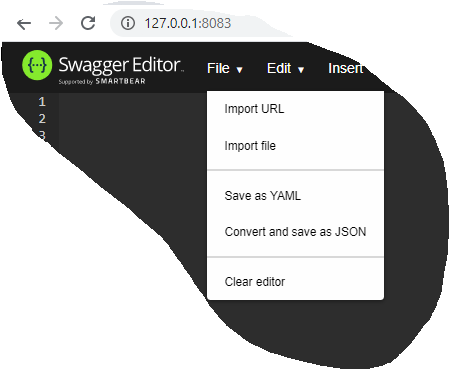 127.0.0.1:8083
Swagger Editor
Supported by SMARTBEAR
File ▾ Edit ▾ Insert
1
2
3
Import URL
Import file
Save as YAML
Convert and save as JSON
Clear editor